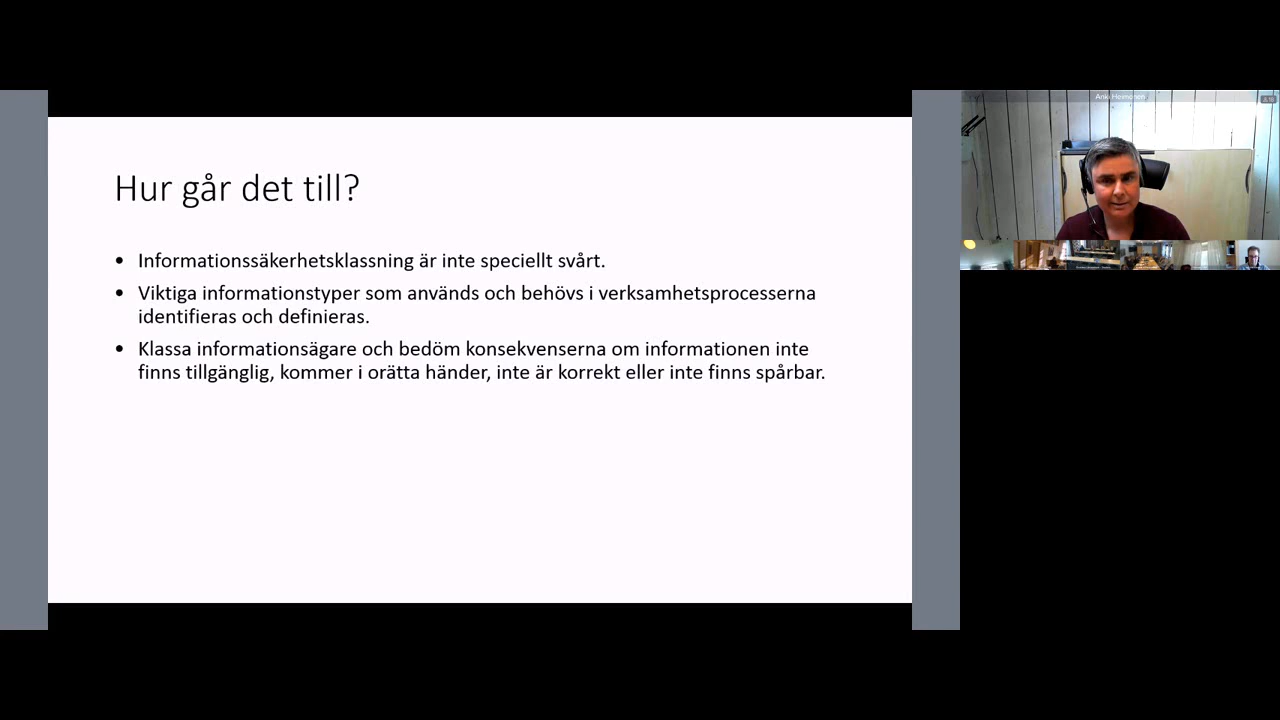 Hur går det till?
• Informationssäkerhetsklassning är inte speciellt svårt.
• Viktiga informationstyper som används och behövs i verksamhetsprocesserna
identifieras och definieras.
• Klassa informationsägare och bedöm konsekvenserna om informationen inte
finns tillgänglig, kommer i orätta händer, inte är korrekt eller inte finns spårbar.